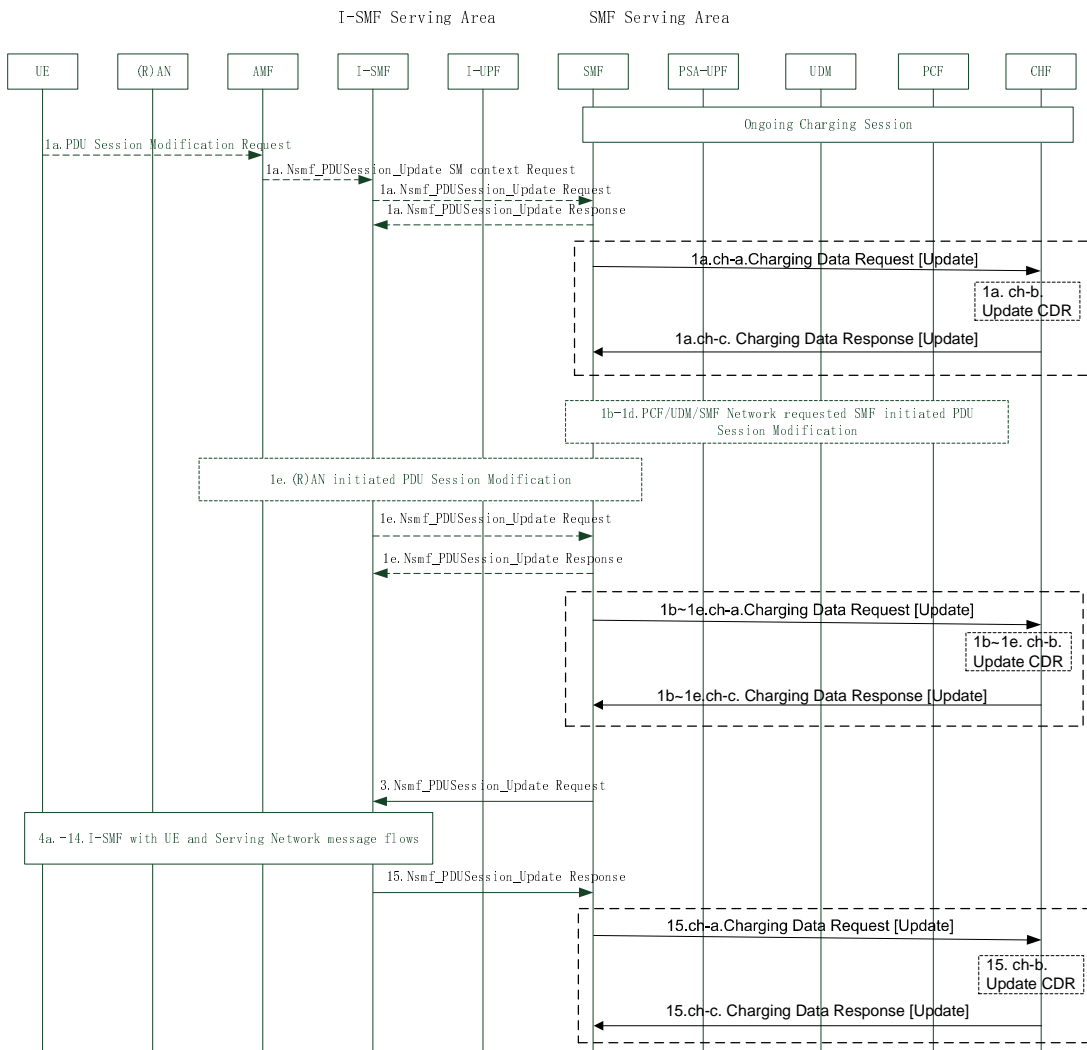 I-SMF Serving Area
SMF Serving Area
UE
(R)AN
AMF
I-SMF
I-UPF
SMF
PSA-UPF
UDM
PCF
CHF
Ongoing Charging Session
1a.PDU Session Modification Request
1a.Nsmf_PDUSession_Update SM context Request
1a.Nsmf_PDUSession_Update Request
1a.Nsmf_PDUSession_Update Response
1a.ch-a.Charging Data Request [Update]
1a. ch-b.
Update CDR
1a.ch-c. Charging Data Response [Update]
1b-1d.PCF/UDM/SMF Network requested SMF initiated PDU
Session Modification
1e.(R)AN initiated PDU Session Modification
1e.Nsmf_PDUSession_Update Request
1e.Nsmf_PDUSession_Update Response
1b~1e.ch-a.Charging Data Request [Update]
1b~1e. ch-b.
Update CDR
1b~1e.ch-c. Charging Data Response [Update]
3.Nsmf_PDUSession_Update Request
4a.-14.I-SMF with UE and Serving Network message flows
15.Nsmf_PDUSession_Update Response
15.ch-a.Charging Data Request [Update]
15. ch-b.
Update CDR
15.ch-c. Charging Data Response [Update]